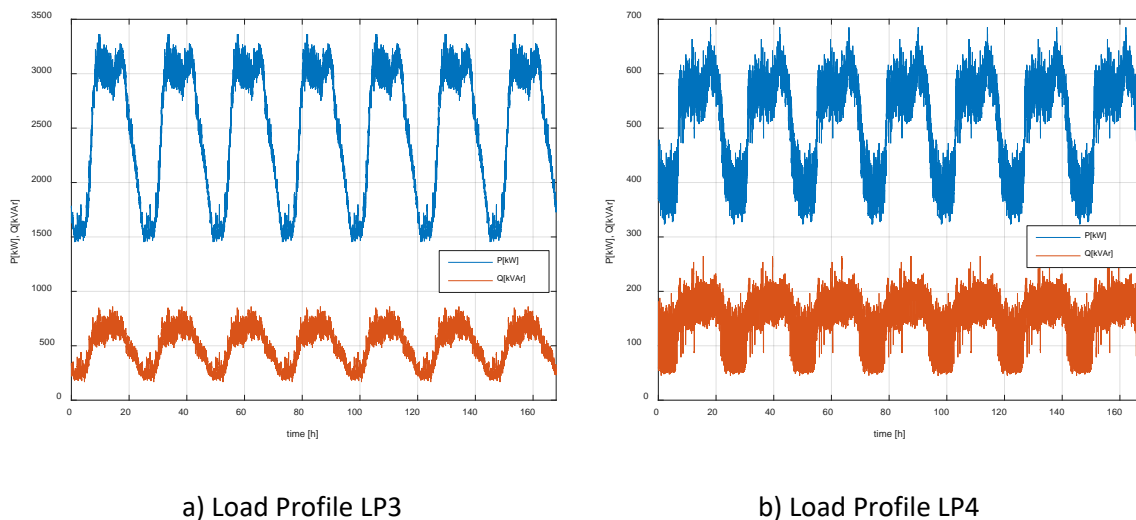 3500
3000
2500
2000
1500
1000
500
0
P[kW], Q[kVAr]
P[kW]
Q[kVAr]
0 20 40 60 80 100 120 140 160
time [h]
700
600
500
400
300
200
100
0
P[kW], Q[kVAr]
P[kW]
Q[kVAr]
0 20 40 60 80 100 120 140 160
time [h]
a) Load Profile LP3
b) Load Profile LP4